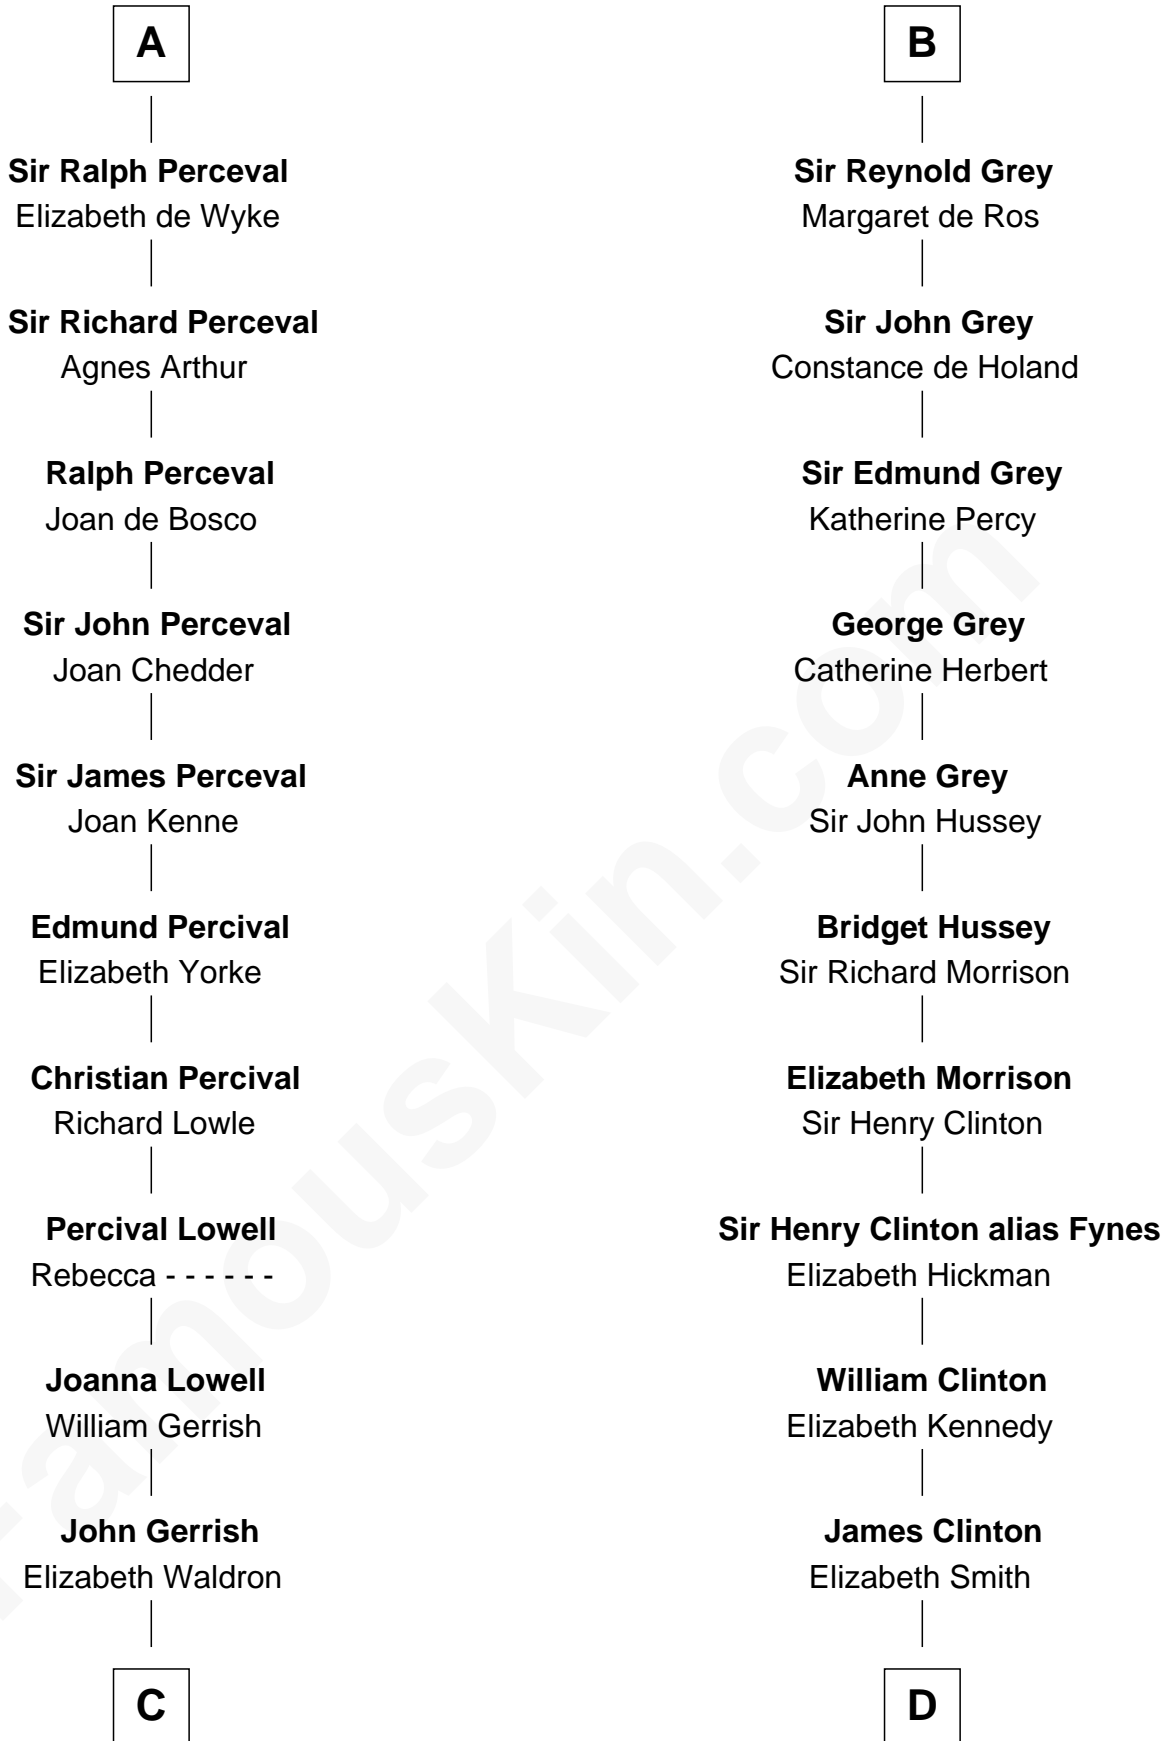 A
Sir Ralph Perceval
Elizabeth de Wyke
Sir Richard Perceval
Agnes Arthur
Ralph Perceval
Joan de Bosco
Sir John Perceval
Joan Chedder
Sir James Perceval
Joan Kenne
Edmund Percival
Elizabeth Yorke
Christian Percival
Richard Lowle
Percival Lowell
Rebecca - - - - - -
Joanna Lowell
William Gerrish
John Gerrish
Elizabeth Waldron
C
B
Sir Reynold Grey
Margaret de Ros
Sir John Grey
Constance de Holand
Sir Edmund Grey
Katherine Percy
George Grey
Catherine Herbert
Anne Grey
Sir John Hussey
Bridget Hussey
Sir Richard Morrison
Elizabeth Morrison
Sir Henry Clinton
Sir Henry Clinton alias Fynes
Elizabeth Hickman
William Clinton
Elizabeth Kennedy
James Clinton
Elizabeth Smith
D
FamousKin.com